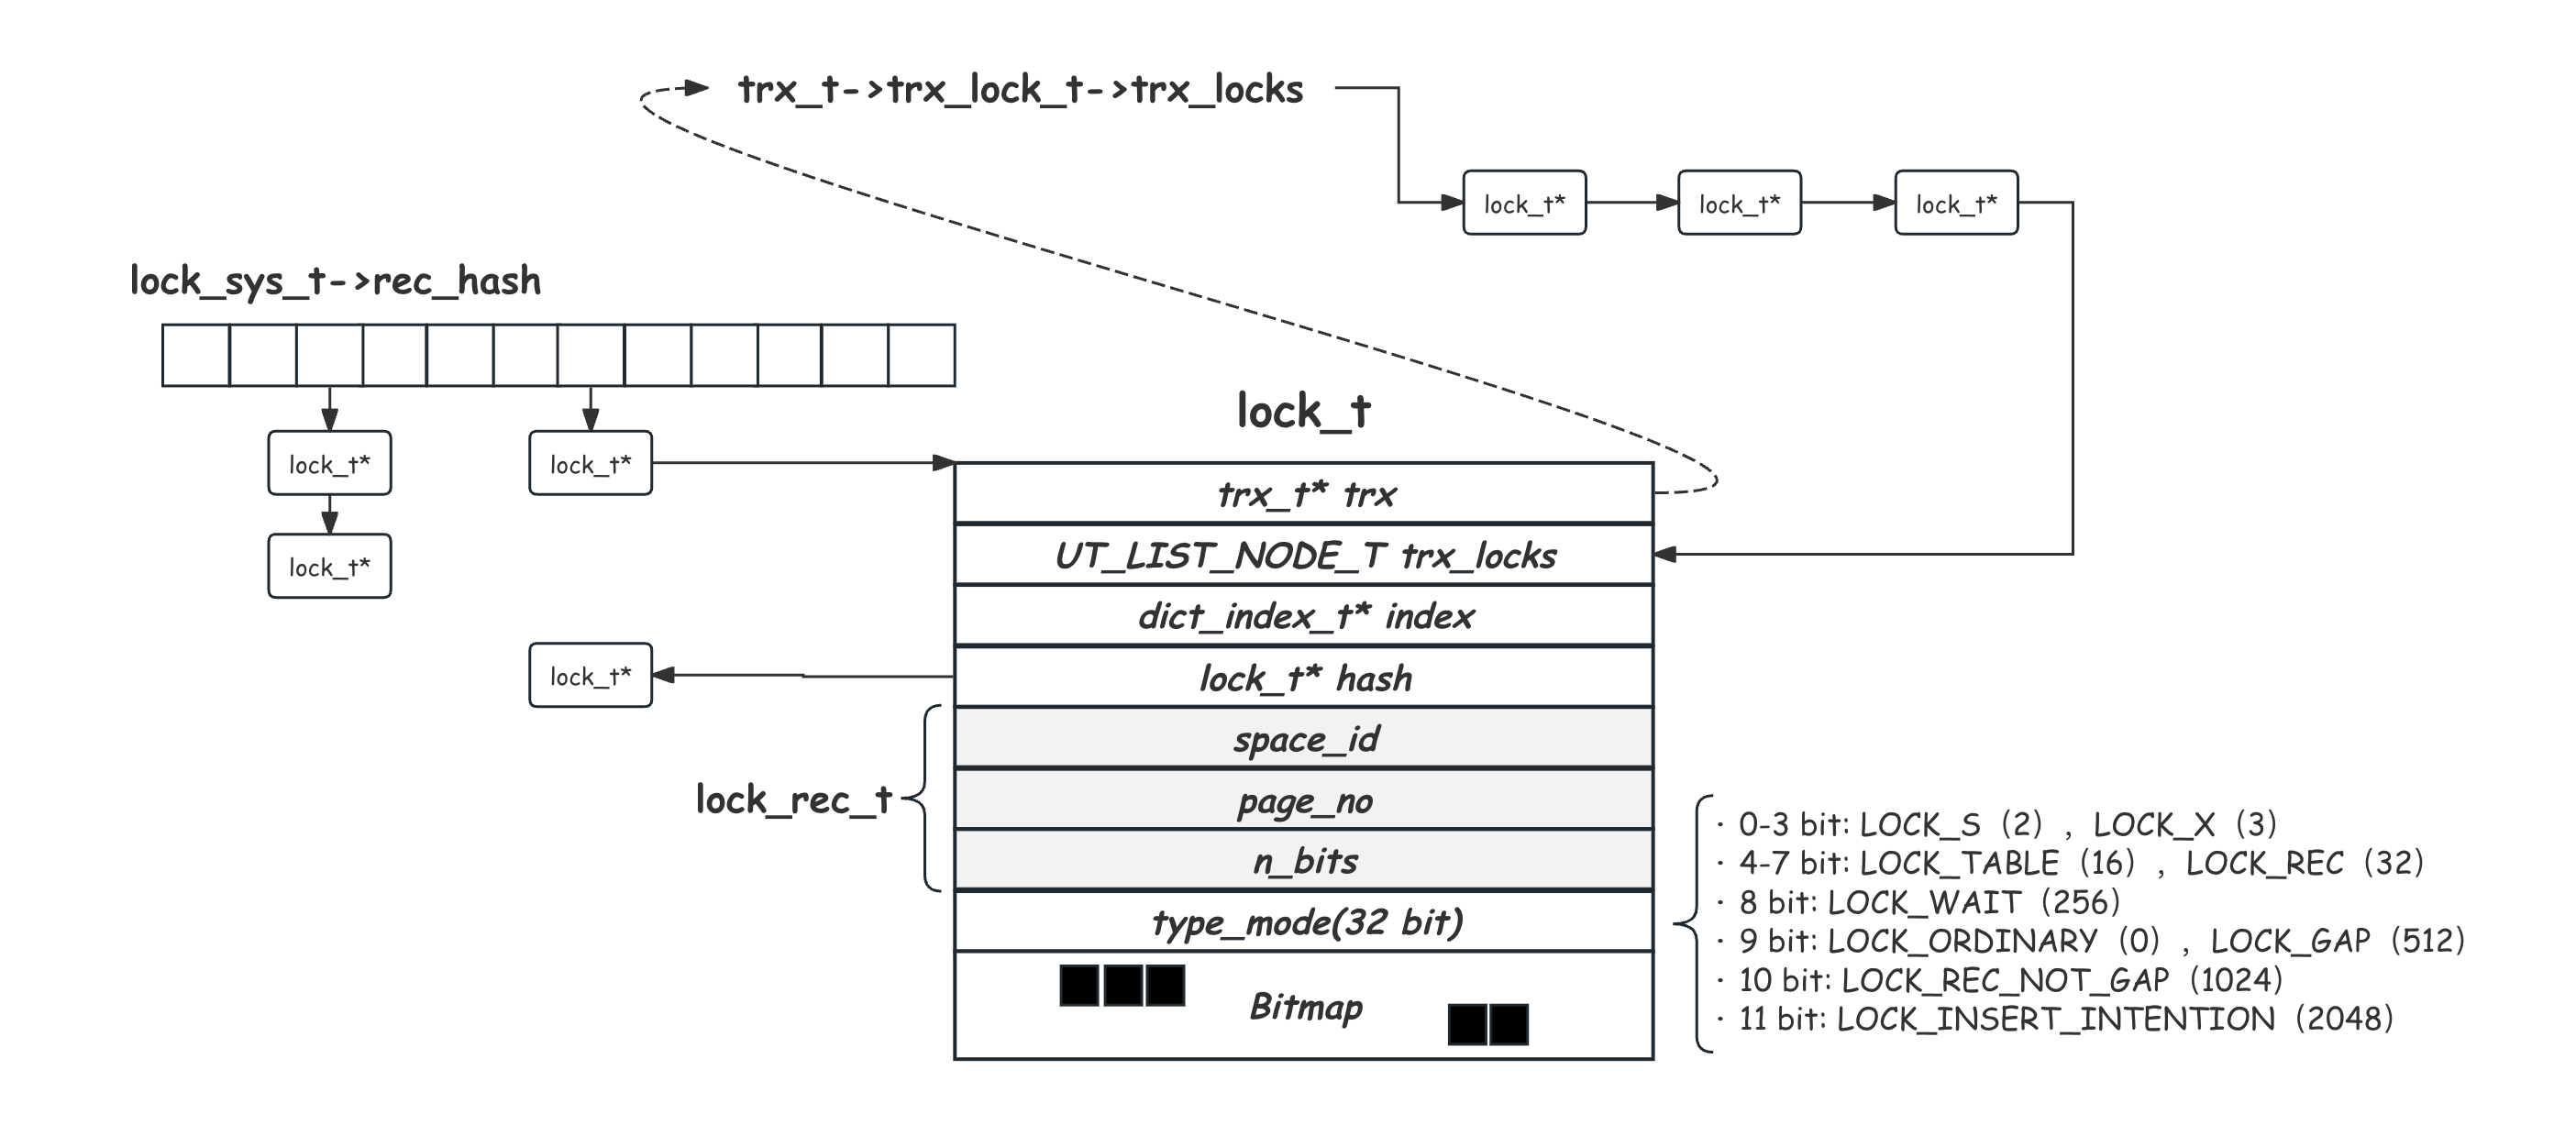 trx_t->trx_lock_t->trx_locks
lock_t*
lock_t*
lock_t*
lock_sys_t->rec_hash
lock_t
lock_t*
lock_t*
lock_t*
lock_t*
trx_t* trx
UT_LIST_NODE_T trx_locks
dict_index_t* index
lock_t* hash
lock_rec_t
space_id
page_no
n_bits
type_mode(32 bit)
Bitmap
· 0-3 bit: LOCK_S (2) , LOCK_X (3)
· 4-7 bit: LOCK_TABLE (16) , LOCK_REC (32)
· 8 bit: LOCK_WAIT (256)
· 9 bit: LOCK_ORDINARY (0) , LOCK_GAP (512)
· 10 bit: LOCK_REC_NOT_GAP (1024)
· 11 bit: LOCK_INSERT_INTENTION (2048)